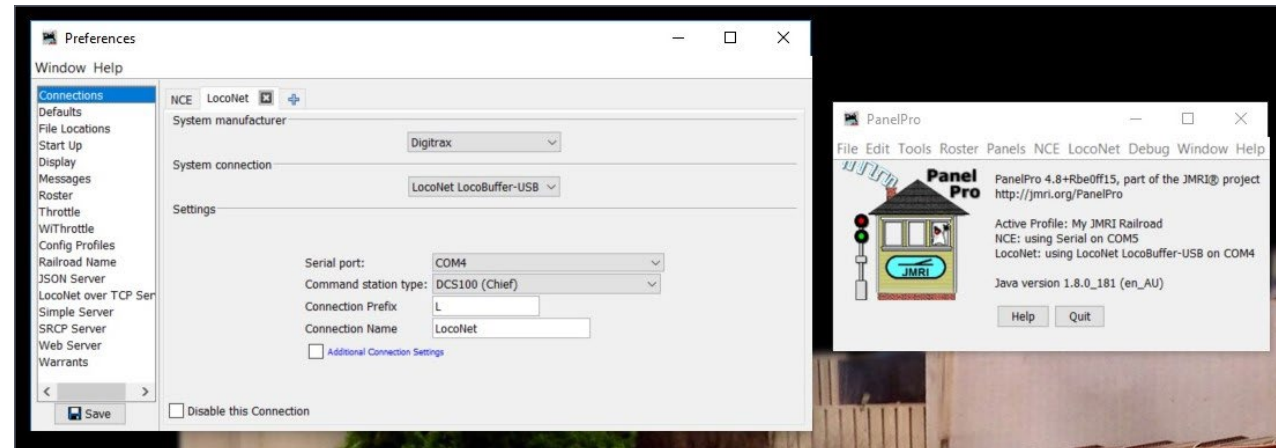 Preferences
Window Help
Connections
Defaults
File Locations
Start Up
Display
Messages
Roster
Throttle
WiThrottle
Config Profiles
Railroad Name
JSON Server
LocoNet over TCP Ser
Simple Server
SRCP Server
Web Server
Warrants
Save
NCE LocoNet
System manufacturer
Digitrax
System connection
LocoNet LocoBuffer-USB
Settings
Serial port: COM4
Command station type: DCS100 (Chief)
Connection Prefix L
Connection Name LocoNet
Additional Connection Settings
Disable this Connection
PanelPro
File Edit Tools Roster Panels NCE LocoNet Debug Window Help
Panel
Pro
JMRI
PanelPro 4.8+Rbe0ff15, part of the JMRI® project
http://jmri.org/PanelPro
Active Profile: My JMRI Railroad
NCE: using Serial on COM5
LocoNet: using LocoNet LocoBuffer-USB on COM4
Java version 1.8.0_181 (en_AU)
Help Quit